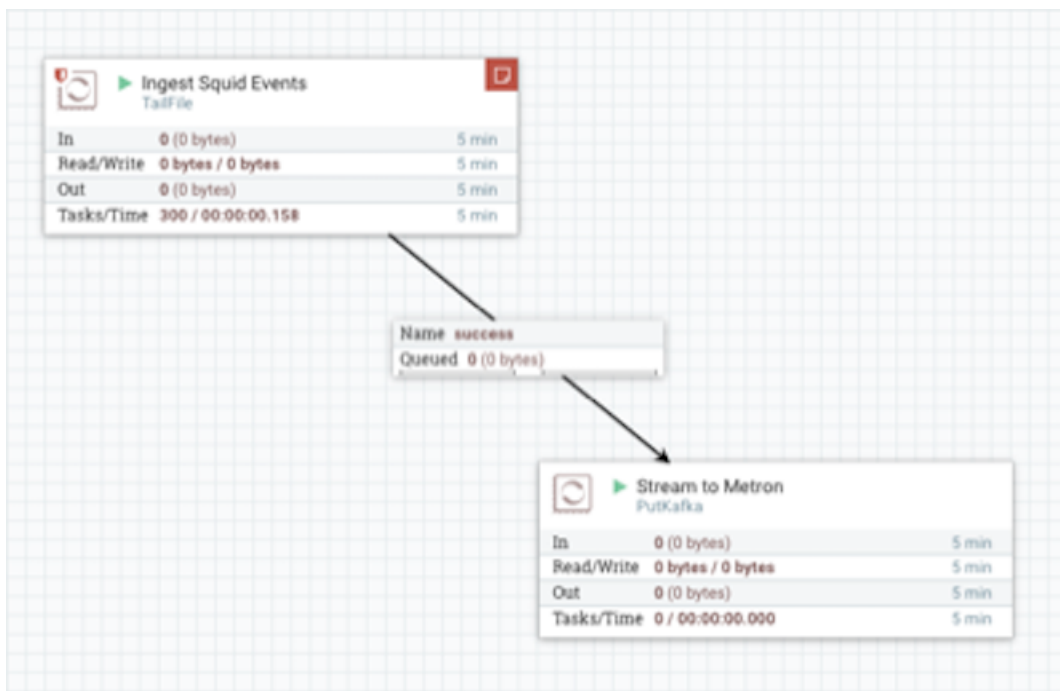 Ingest Squid Events
TailFile
In 0 (0 bytes) 5 min
Read/Write 0 bytes / 0 bytes 5 min
Out 0 (0 bytes) 5 min
Tasks/Time 300 / 00:00:00.158 5 min
Name success
Queued 0 (0 bytes)
Stream to Metron
PutKafka
In 0 (0 bytes) 5 min
Read/Write 0 bytes / 0 bytes 5 min
Out 0 (0 bytes) 5 min
Tasks/Time 0 / 00:00:00.000 5 min